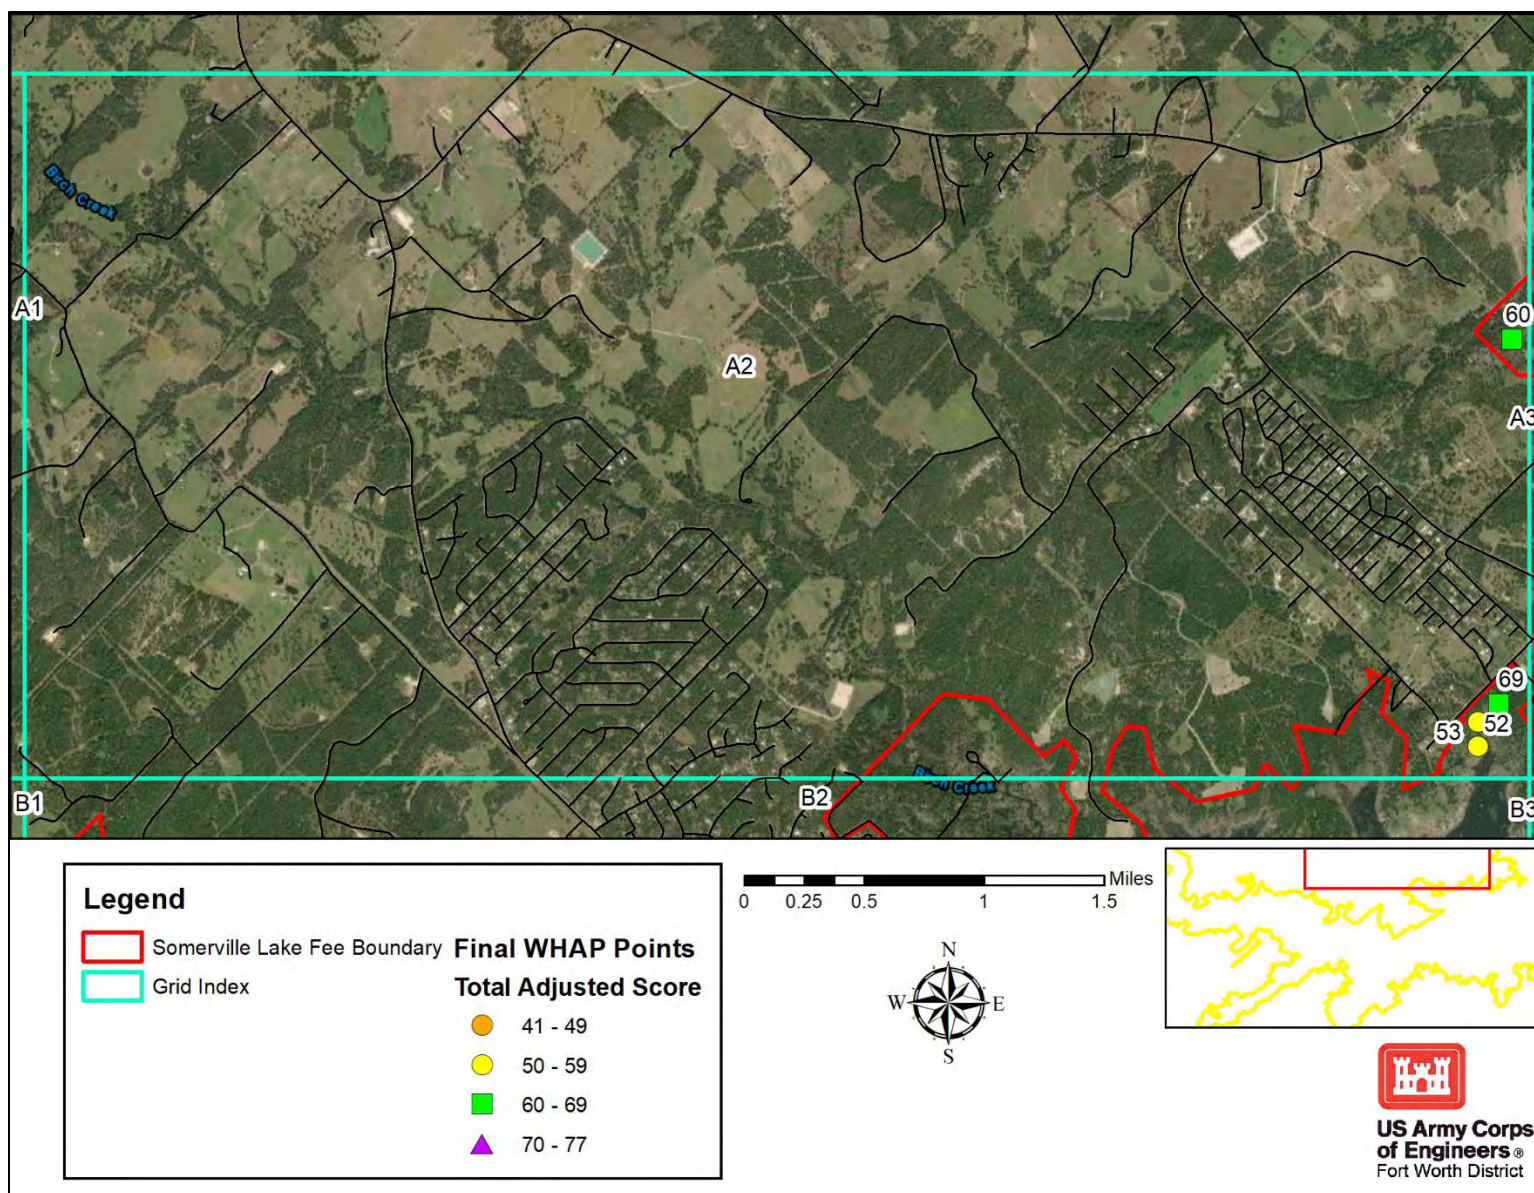 Birch Creek
A1
A2
60
A3
69
53
52
Birch Creek
B1
B2
B3
Legend
Somerville Lake Fee Boundary
Grid Index
Final WHAP Points
Total Adjusted Score
41 - 49
50 - 59
60 - 69
70 - 77
Miles
0 0.25 0.5 1 1.5
N
W E
S
US Army Corps
of Engineers ®
Fort Worth District